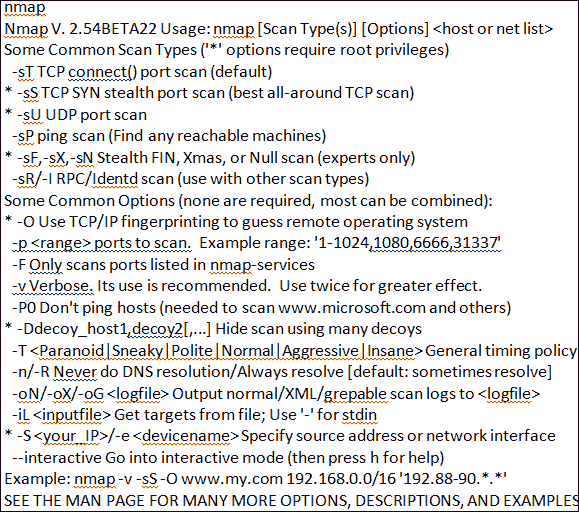 nmap
Nmap V. 2.54BETA22 Usage: nmap [Scan Type(s)] [Options] <host or net list>
Some Common Scan Types ('*' options require root privileges)
-sT TCP connect() port scan (default)
* -sS TCP SYN stealth port scan (best all-around TCP scan)
* -sU UDP port scan
-sP ping scan (Find any reachable machines)
* -sF,-sX,-sN Stealth FIN, Xmas, or Null scan (experts only)
-sR/-I RPC/Identd scan (use with other scan types)
Some Common Options (none are required, most can be combined):
* -O Use TCP/IP fingerprinting to guess remote operating system
-p <range> ports to scan. Example range: '1-1024,1080,6666,31337'
-F Only scans ports listed in nmap-services
-v Verbose. Its use is recommended. Use twice for greater effect.
-P0 Don't ping hosts (needed to scan www.microsoft.com and others)
* -Ddecoy_host1,decoy2[,...] Hide scan using many decoys
-T <Paranoid|Sneaky|Polite|Normal|Aggressive|Insane> General timing policy
-n/-R Never do DNS resolution/Always resolve [default: sometimes resolve]
-oN/-oX/-oG <logfile> Output normal/XML/grepable scan logs to <logfile>
-iL <inputfile> Get targets from file; Use '-' for stdin
* -S <your_IP>/-e <devicename> Specify source address or network interface
--interactive Go into interactive mode (then press h for help)
Example: nmap -v -sS -O www.my.com 192.168.0.0/16 '192.88-90.*.*'
SEE THE MAN PAGE FOR MANY MORE OPTIONS, DESCRIPTIONS, AND EXAMPLES